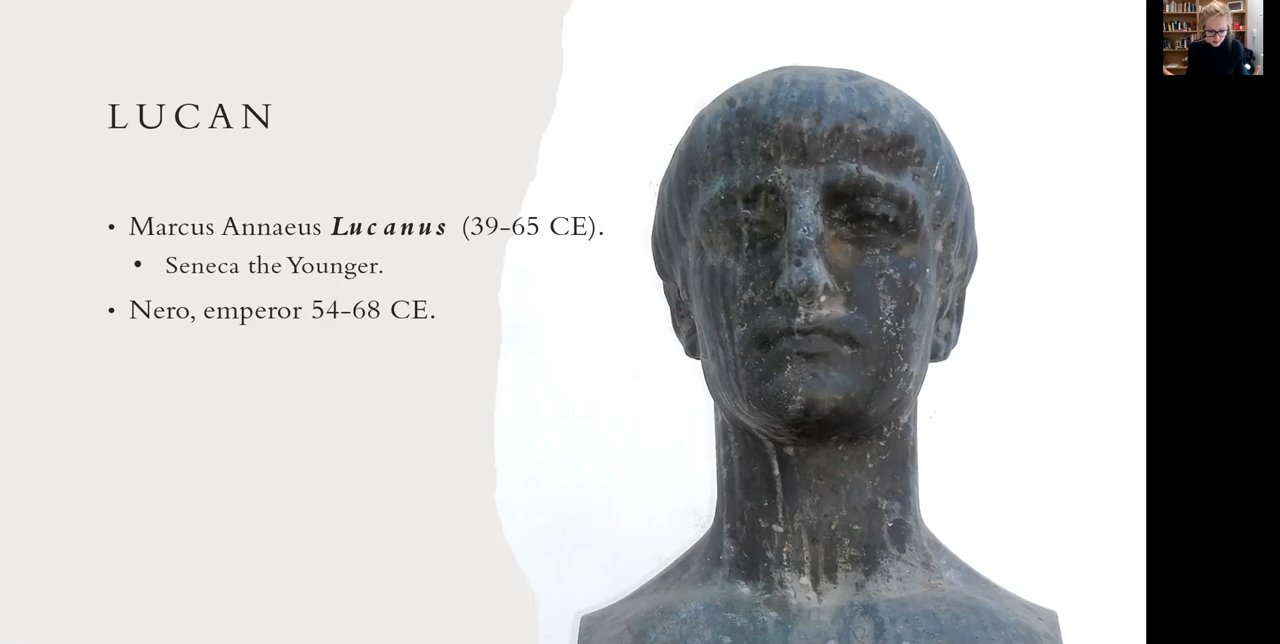 LUCAN
• Marcus Annaeus Lucanus (39-65 CE).
• Seneca the Younger.
• Nero, emperor 54-68 CE.